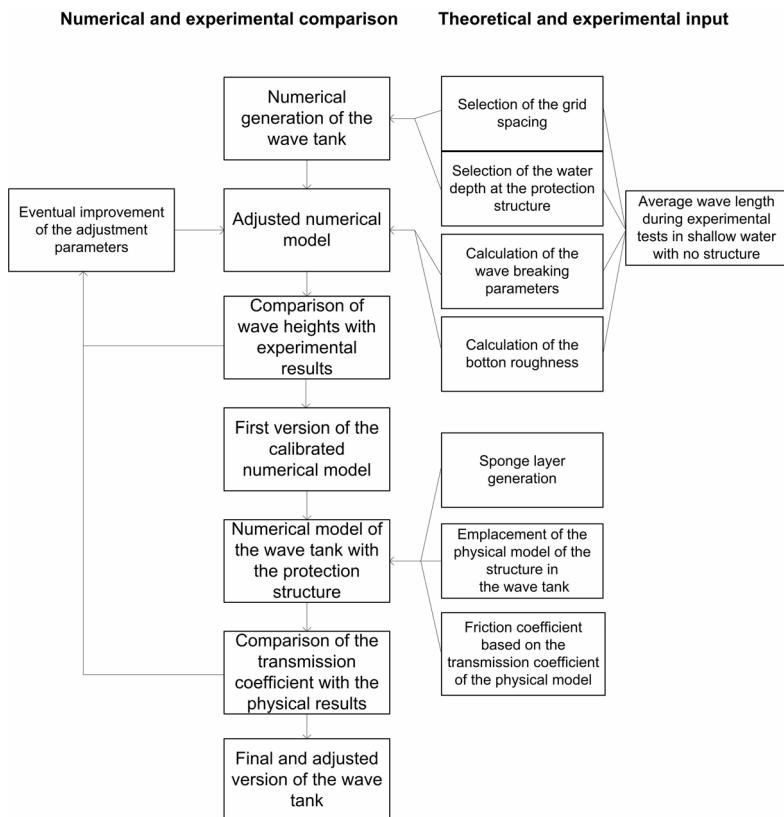 Numerical and experimental comparison
Theoretical and experimental input
Numerical
generation of the
wave tank
Selection of the grid
spacing
Selection of the water
depth at the protection
structure
Eventual improvement
of the adjustment
parameters
Adjusted numerical
model
Average wave length
during experimental
tests in shallow water
with no structure
Calculation of the
wave breaking
parameters
Comparison of
wave heights with
experimental
results
Calculation of the
botton roughness
First version of the
calibrated
numerical model
Sponge layer
generation
Numerical model of
the wave tank with
the protection
structure
Emplacement of the
physical model of the
structure in
the wave tank
Comparison of the
transmission
coefficient with the
physical results
Friction coefficient
based on the
transmission coefficient
of the physical model
Final and adjusted
version of the wave
tank